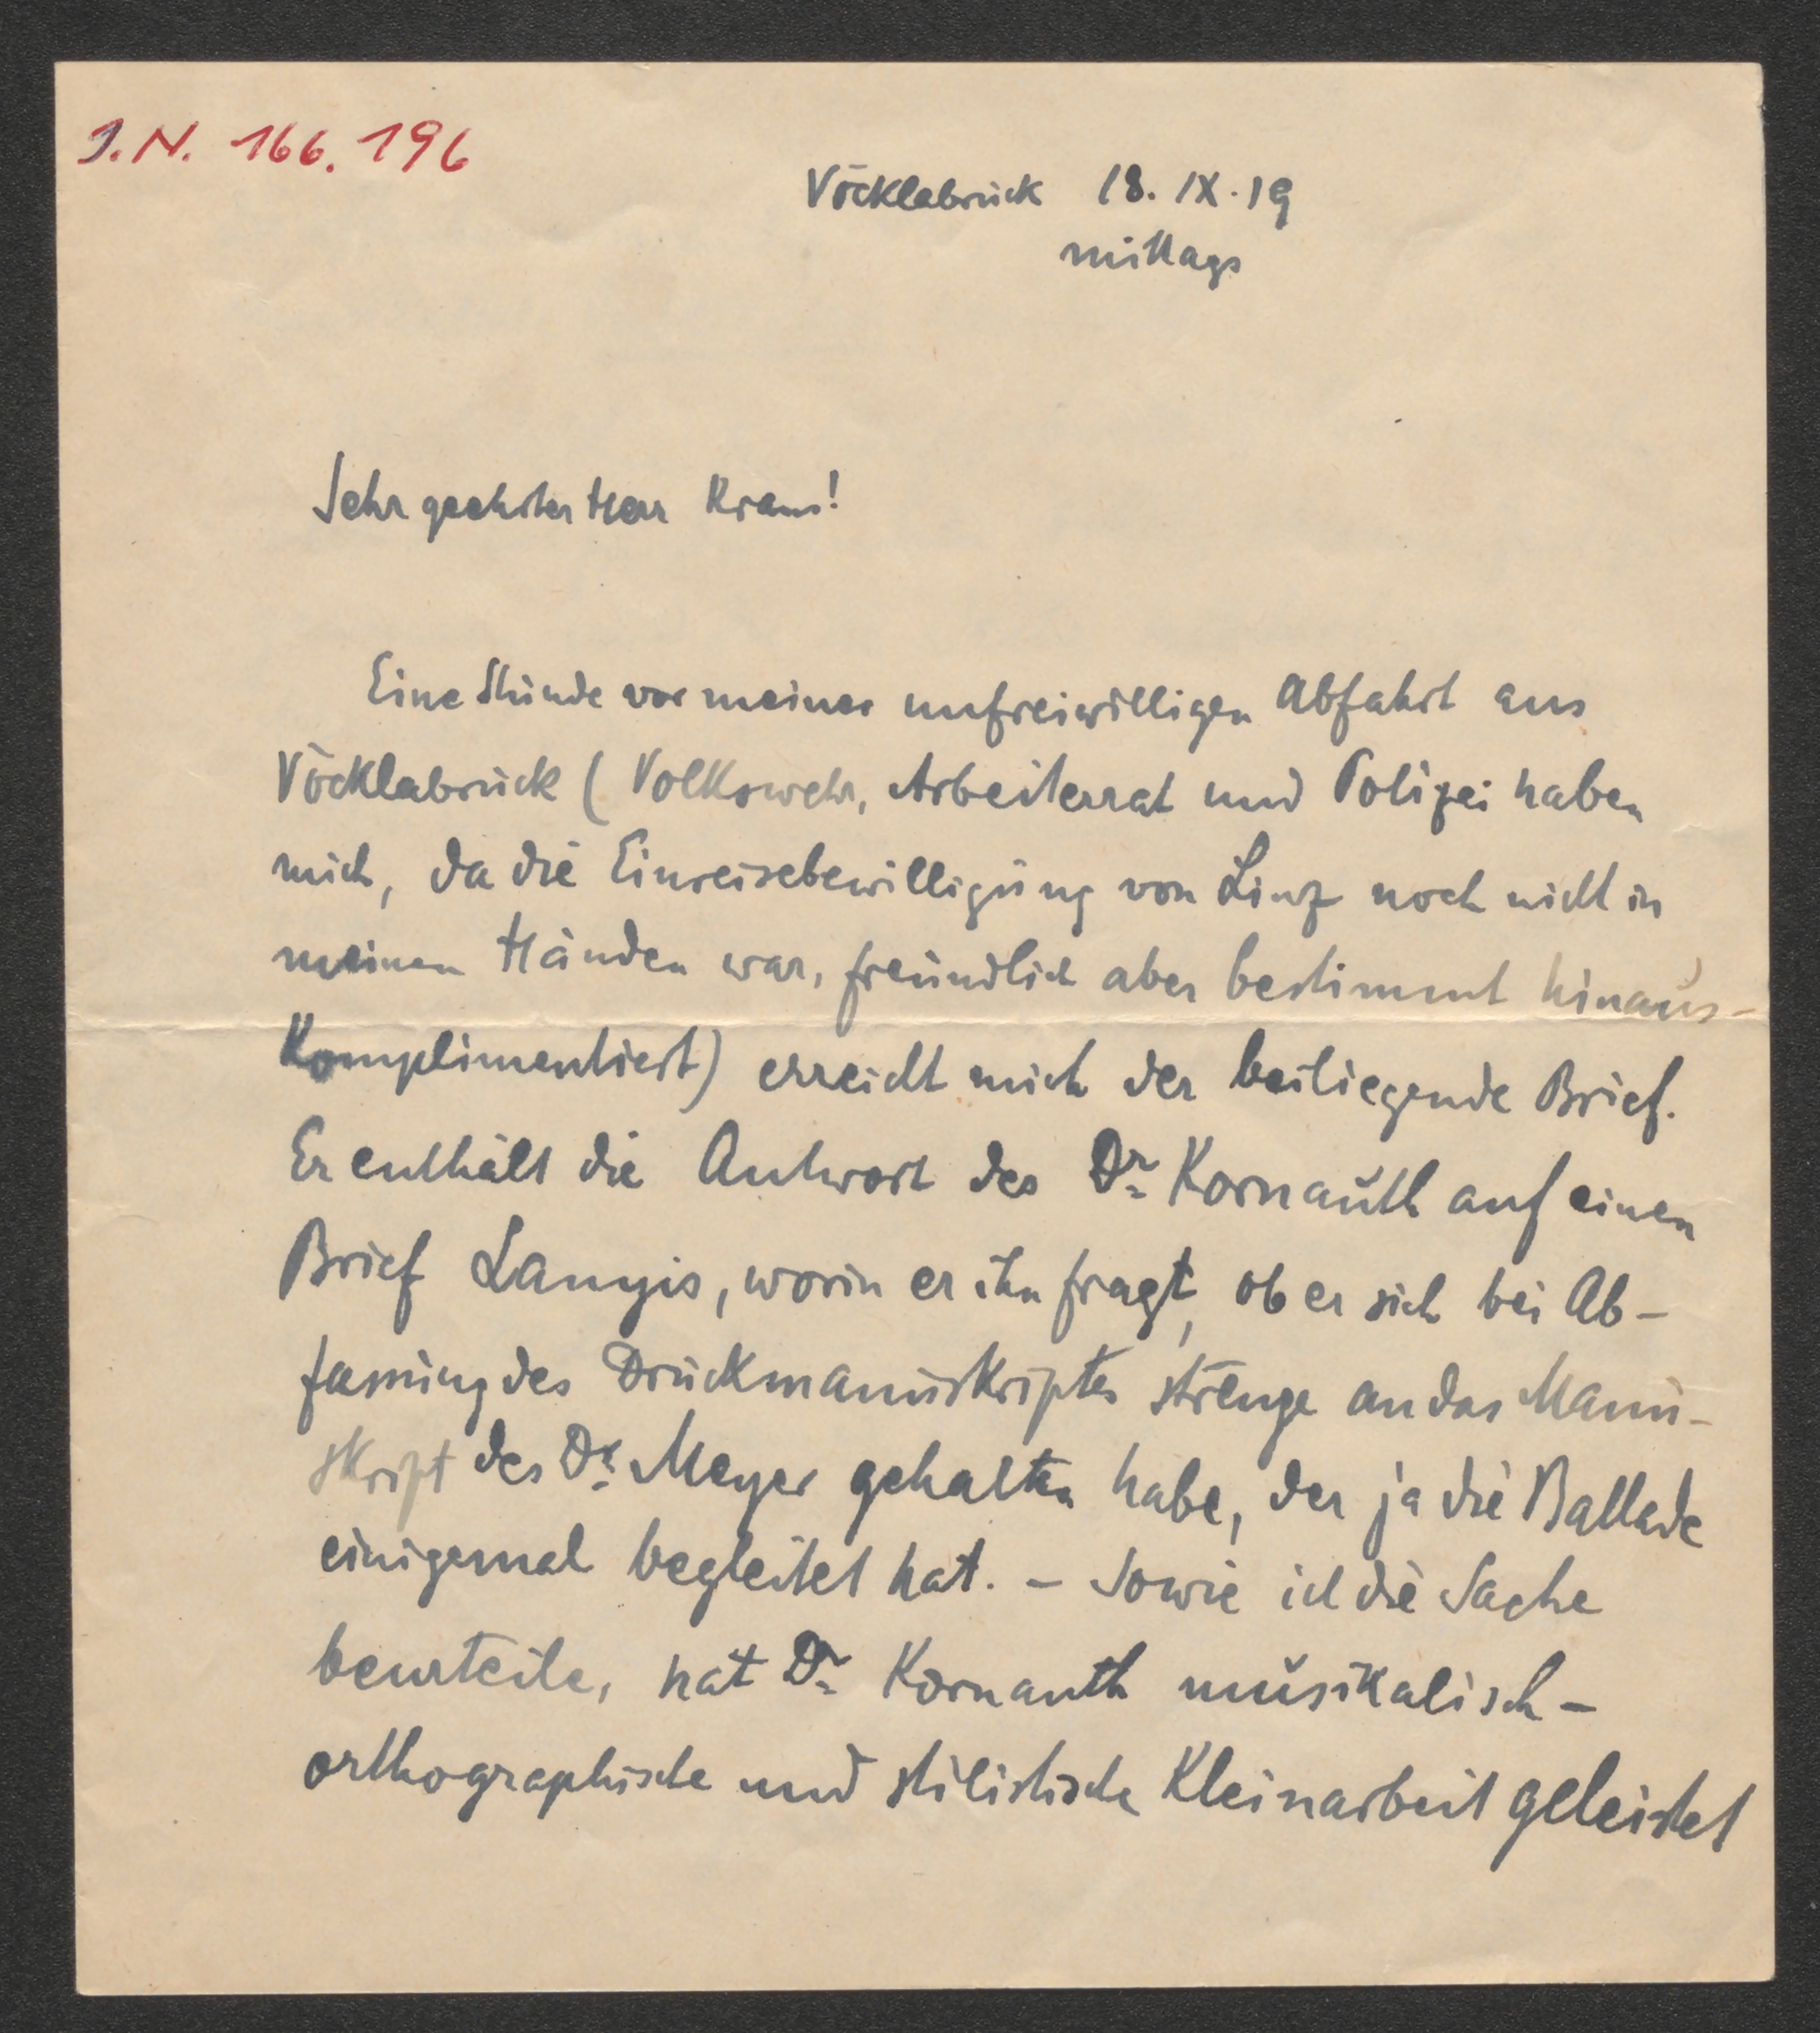 I.N. 166.196
Vöcklabruck 18. IX. 19
mittags
Sehr geehrter Herr Kraus!
Eine Stunde vor meiner unfreiwilligen Abfahrt aus
Vöcklabruck (Volkswehr, Arbeiterrat und Polizei haben
mich, da die Einreisebewilligung von Linz noch nicht in
meinen Händen war, freundlich aber bestimmt hinaus-
komplimentiert) erreicht mich der beiliegende Brief.
Er enthält die Antwort des Dr. Kornauth auf einen
Brief Lanyis, worin er ihn fragt, ob er sich bei Ab-
fassung des Druckmanuskriptes strenge an das Manu-
skript des Dr. Meyer gehalten habe, der ja die Ballade
einigemal begleitet hat. – Sowie ich die Sache
beurteile, hat Dr. Kornauth musikalisch-
orthographische und stilistische Kleinarbeit geleistet